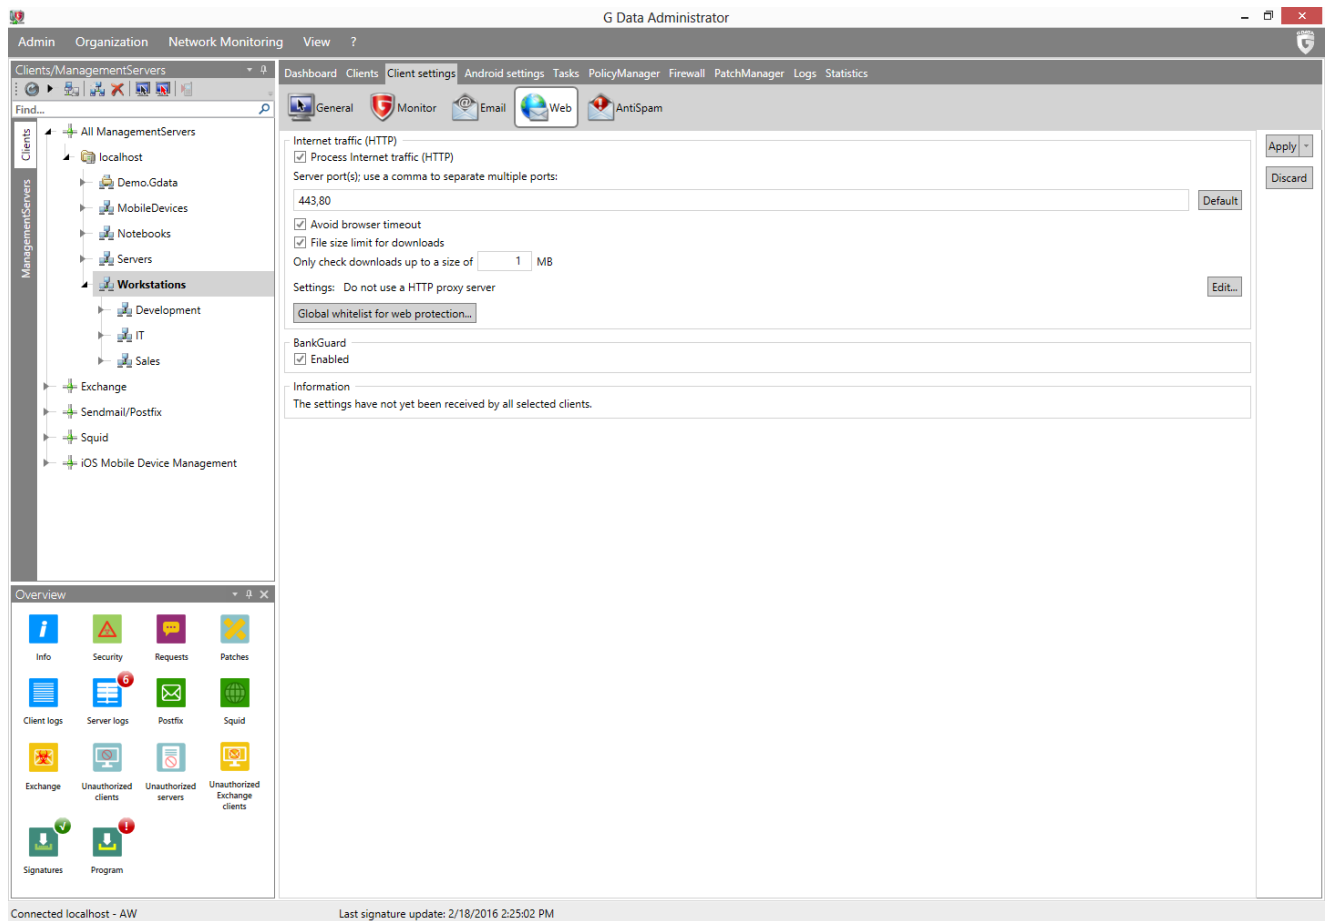 G Data Administrator
Admin Organization Network Monitoring View ?
Clients/ManagementServers
Find...
Clients
ManagementServers
All ManagementServers
localhost
Demo.Gdata
MobileDevices
Notebooks
Servers
Workstations
Development
IT
Sales
Exchange
Sendmail/Postfix
Squid
iOS Mobile Device Management
Dashboard Clients Client settings Android settings Tasks PolicyManager Firewall PatchManager Logs Statistics
General Monitor Email Web AntiSpam
Internet traffic (HTTP)
Process Internet traffic (HTTP)
Server port(s); use a comma to separate multiple ports:
443,80 Default
Avoid browser timeout
File size limit for downloads
Only check downloads up to a size of 1 MB
Settings: Do not use a HTTP proxy server Edit...
Global whitelist for web protection...
BankGuard
Enabled
Information
The settings have not yet been received by all selected clients.
Apply
Discard
Overview
Info Security Requests Patches
6
Client logs Server logs Postfix Squid
Exchange Unauthorized clients Unauthorized servers Unauthorized Exchange clients
Signatures Program
Connected localhost - AW Last signature update: 2/18/2016 2:25:02 PM